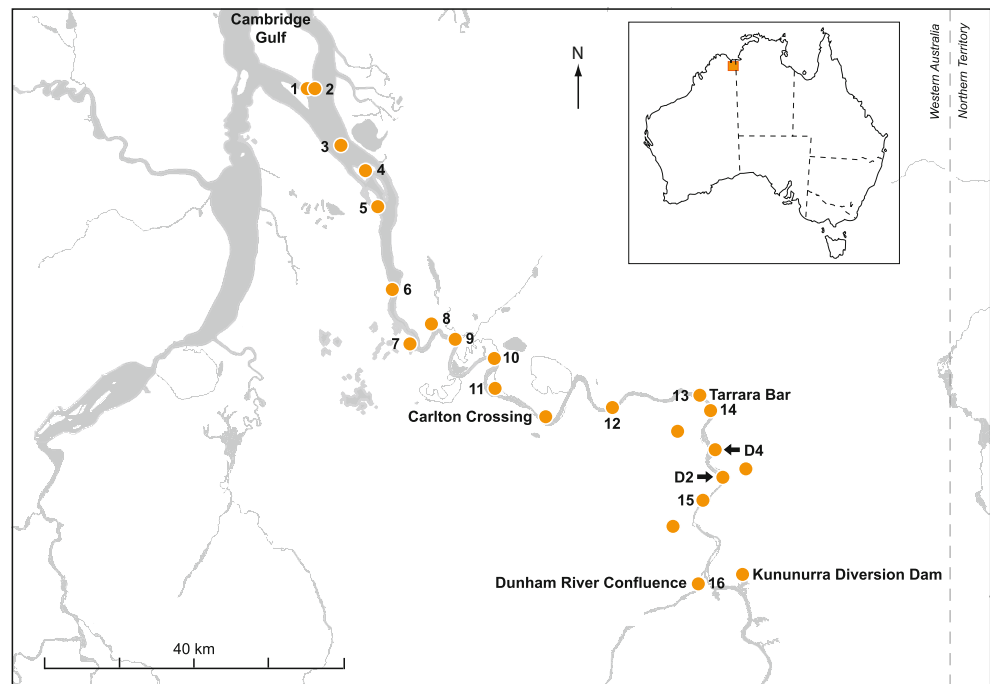 Cambridge
Gulf
N
Western Australia
Northern Territory
1
2
3
4
5
6
7
8
9
10
11
Carlton Crossing
12
13
Tarrara Bar
14
D4
D2
15
Dunham River Confluence
16
Kununurra Diversion Dam
40 km